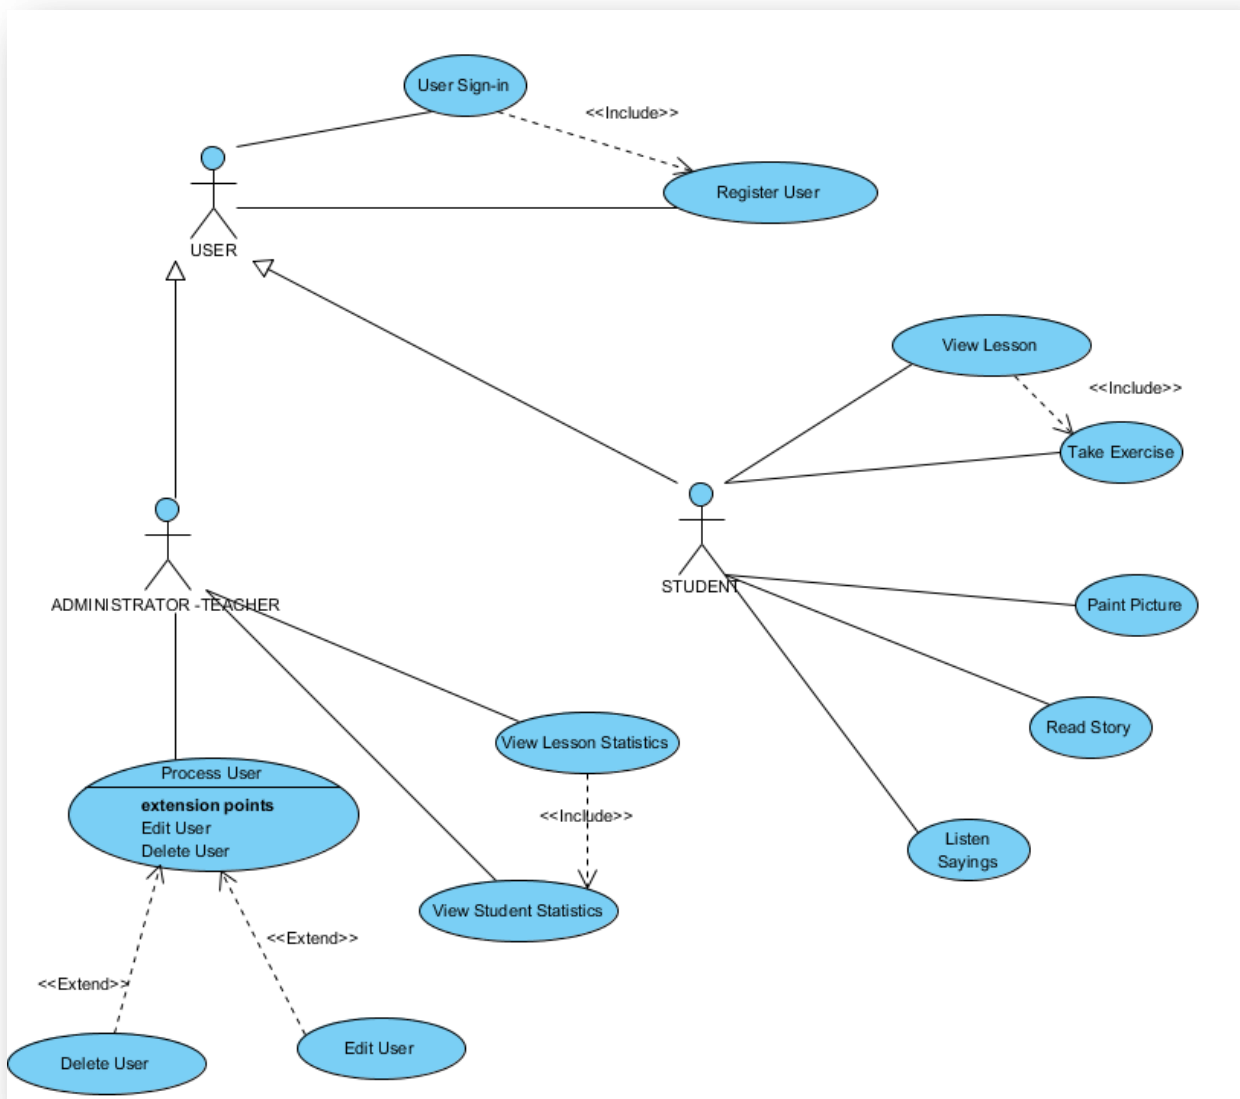 User Sign-in
<<Include>>
Register User
USER
View Lesson
<<Include>>
Take Exercise
STUDENT
ADMINISTRATOR -TEACHER
Paint Picture
Read Story
View Lesson Statistics
Process User
extension points
Edit User
Delete User
<<Include>>
Listen
Sayings
View Student Statistics
<<Extend>>
<<Extend>>
Edit User
Delete User